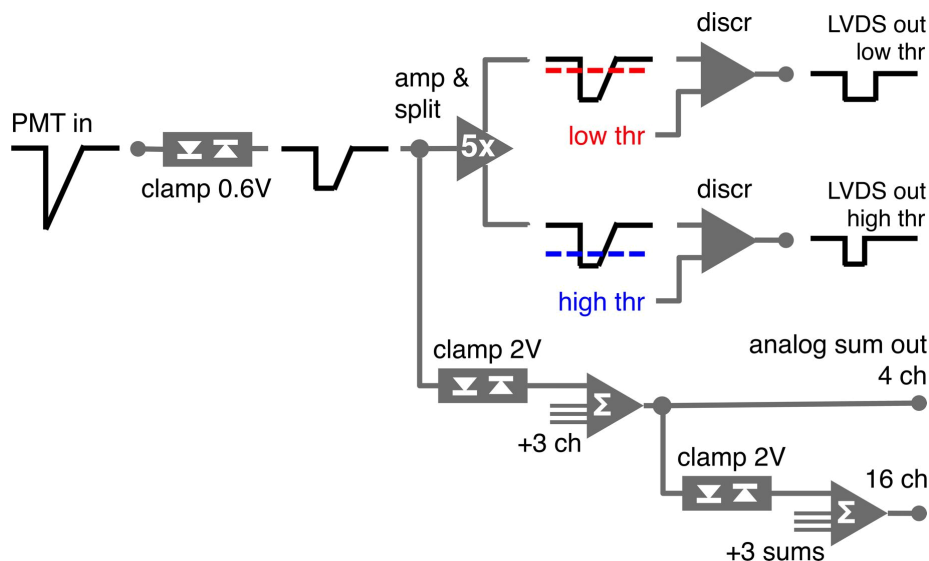 discr
LVDS out
low thr
amp &
split
PMT in
5x
low thr
clamp 0.6V
discr
LVDS out
high thr
high thr
clamp 2V
analog sum out
4 ch
Σ
+3 ch
clamp 2V
16 ch
Σ
+3 sums